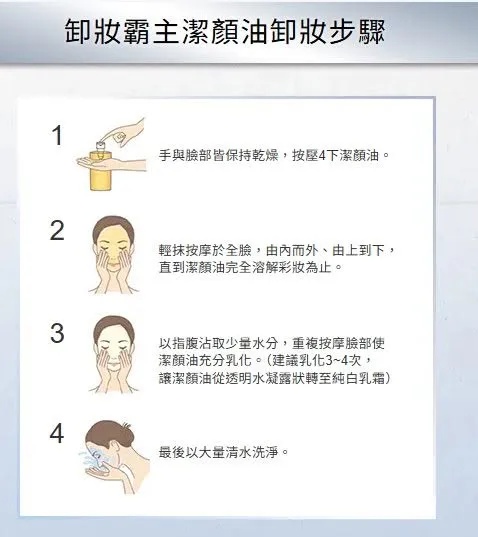 卸妝霸主潔顏油卸妝步驟
1
手與臉部皆保持乾燥，按壓4下潔顏油。
2
輕抹按摩於全臉，由內而外、由上到下，
直到潔顏油完全溶解彩妝為止。
3
以指腹沾取少量水分，重複按摩臉部使
潔顏油充分乳化。（建議乳化3~4次，
讓潔顏油從透明水凝露狀轉至純白乳霜）
4
最後以大量清水洗淨。